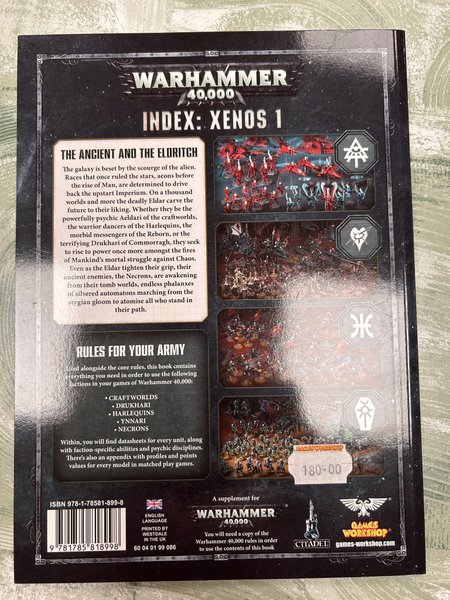 WARHAMMER
40,000
INDEX: XENOS 1
THE ANCIENT AND THE ELDRITCH
The galaxy is beset by the scourge of the alien.
Races that once ruled the stars, aeons before
the rise of Man, are determined to drive
back the upstart Imperium. On a thousand
worlds and more the deadly Eldar carve the
future to their liking. Whether they be the
powerfully psychic Aeldari of the craftworlds,
the warrior dancers of the Harlequins, the
morbid messengers of the Reborn, or the
terrifying Drukhari of Commorragh, they seek
to rise to power once more amongst the fires
of Mankind's mortal struggle against Chaos.
Even as the Eldar tighten their grip, their
ancient enemies, the Necrons, are awakening
from their tomb worlds, endless phalanxes
of silvered automatons marching from the
stygian gloom to atomise all who stand in
their path.
RULES FOR YOUR ARMY
Used alongside the core rules, this book contains
everything you need in order to use the following
factions in your games of Warhammer 40,000:
• CRAFTWORLDS
• DRUKHARI
• HARLEQUINS
• YNNARI
• NECRONS
Within, you will find datasheets for every unit, along
with faction-specific abilities and psychic disciplines.
There's also an appendix with profiles and points
values for every model in matched play games.
180.00
ISBN 978-1-78581-899-8
9 781785 818998
ENGLISH
LANGUAGE
PRINTED BY
WESTDALE
IN THE UK
60 04 01 99 086
A supplement for
WARHAMMER
40,000
You will need a copy of the
Warhammer 40,000 rules in order
to use the contents of this book
CITADEL
GAMES
WORKSHOP
games-workshop.com